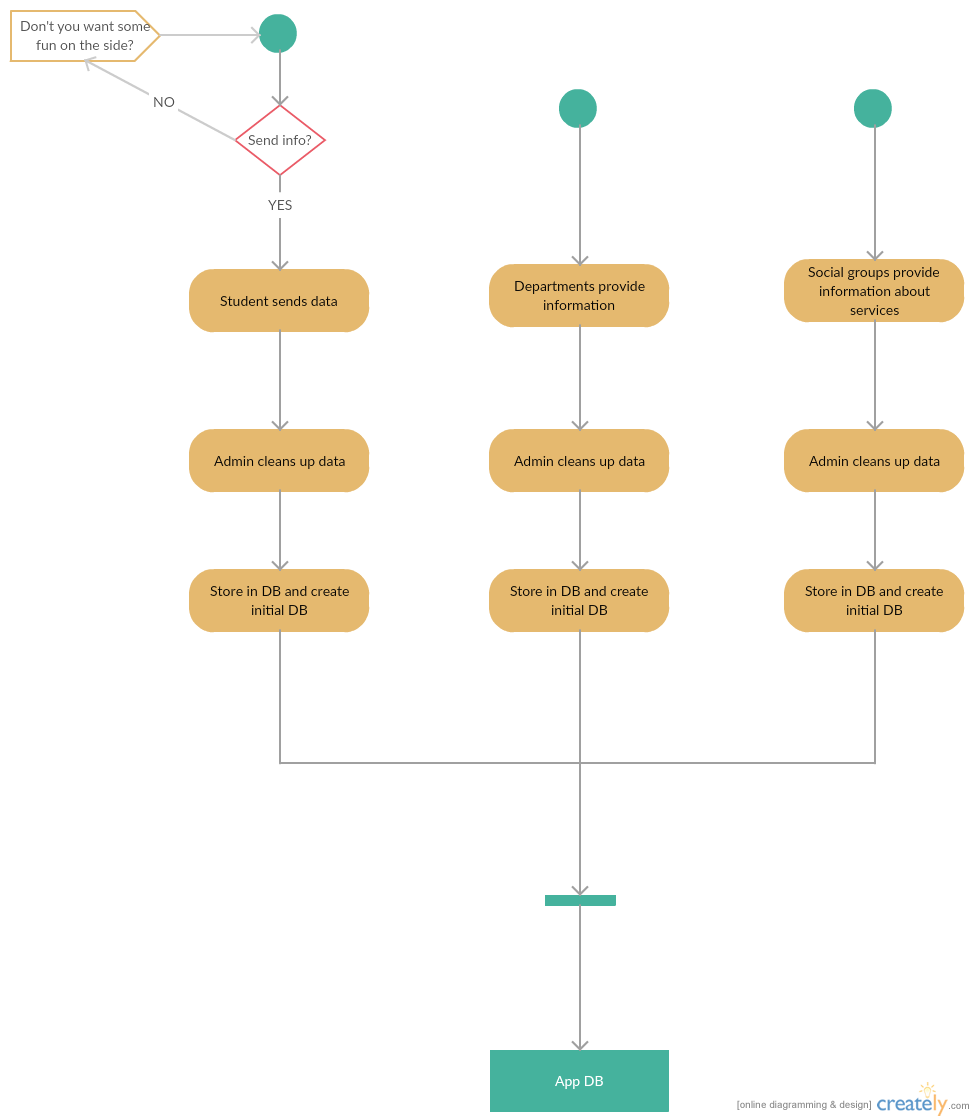 Don't you want some
fun on the side?
NO
Send info?
YES
Student sends data
Departments provide
information
Social groups provide
information about
services
Admin cleans up data
Admin cleans up data
Admin cleans up data
Store in DB and create
initial DB
Store in DB and create
initial DB
Store in DB and create
initial DB
App DB
[online diagramming & design] creately.com